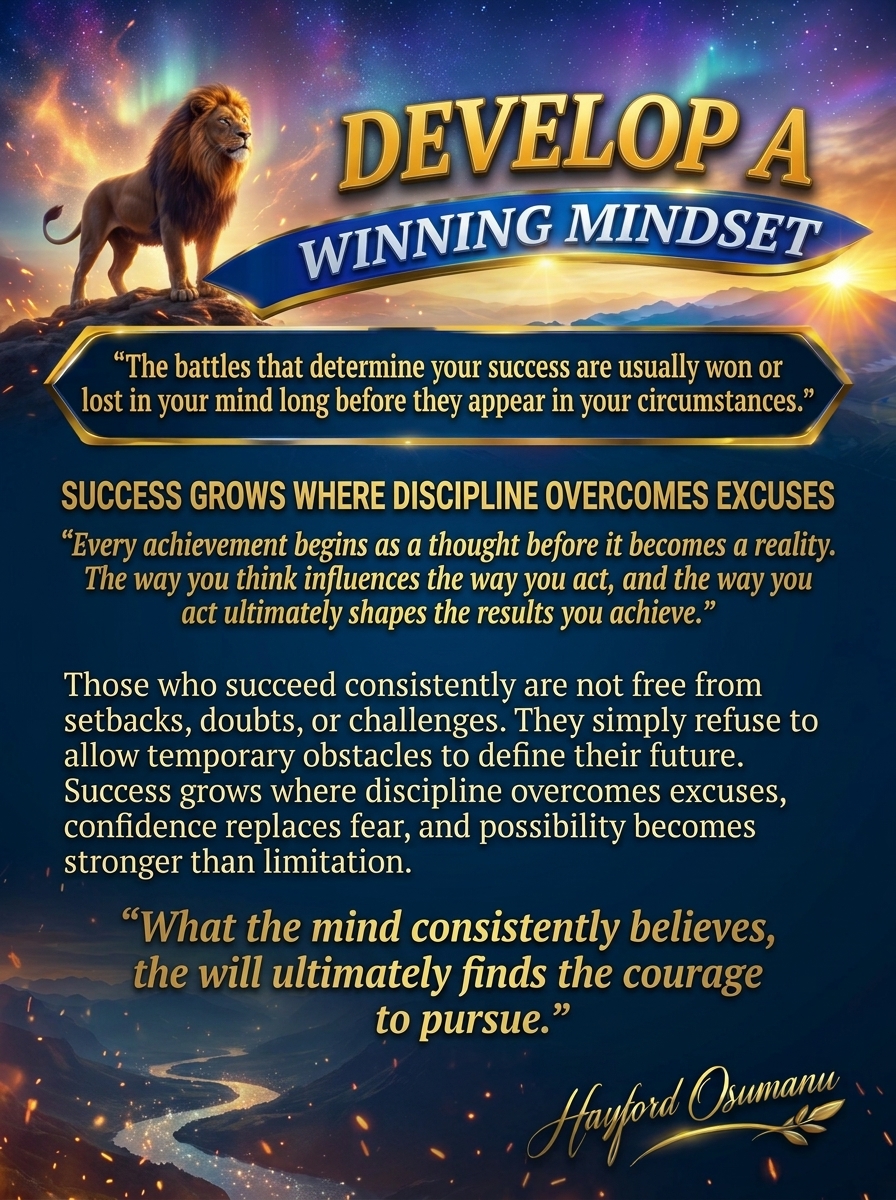 DEVELOP A
WINNING MINDSET
“The battles that determine your success are usually won or
lost in your mind long before they appear in your circumstances.”
SUCCESS GROWS WHERE DISCIPLINE OVERCOMES EXCUSES
“Every achievement begins as a thought before it becomes a reality.
The way you think influences the way you act, and the way you
act ultimately shapes the results you achieve.”
Those who succeed consistently are not free from
setbacks, doubts, or challenges. They simply refuse to
allow temporary obstacles to define their future.
Success grows where discipline overcomes excuses,
confidence replaces fear, and possibility becomes
stronger than limitation.
“What the mind consistently believes,
the will ultimately finds the courage
to pursue.”
Hayford Osumanu